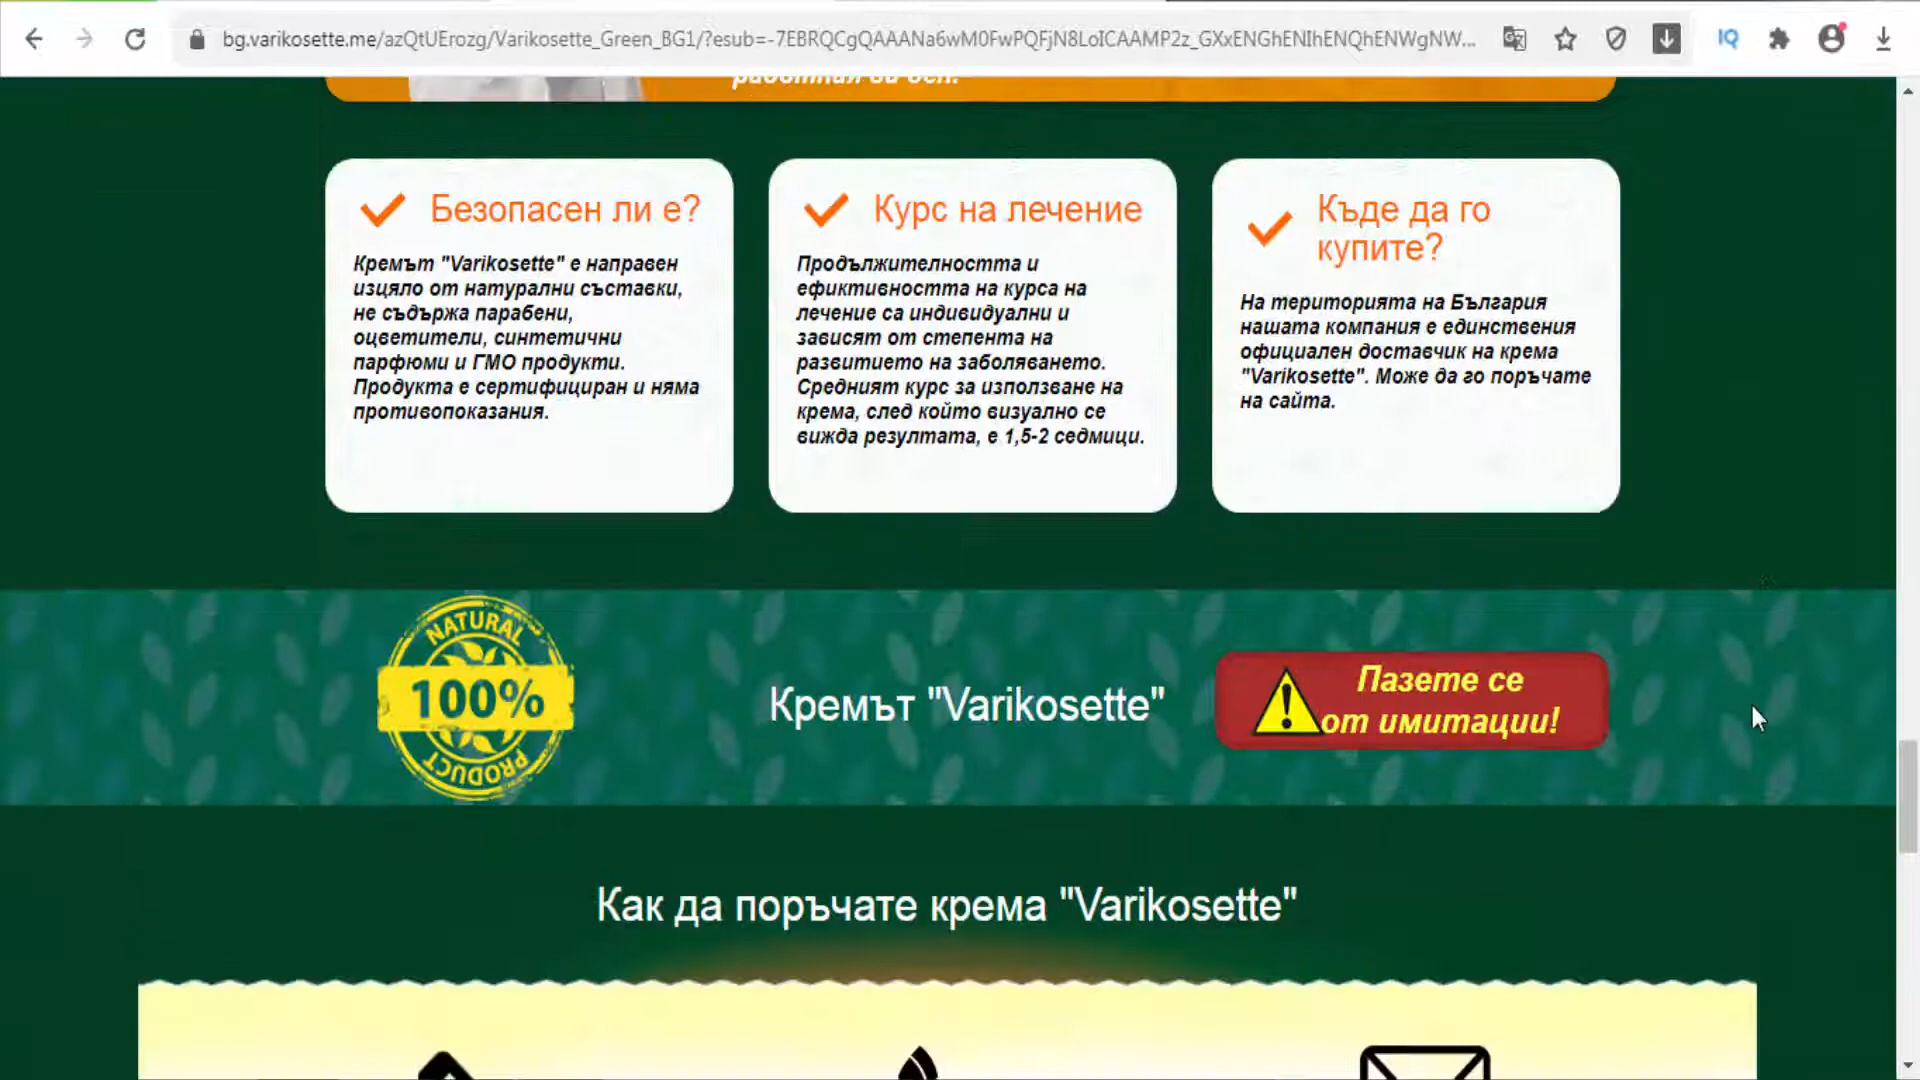 bg.varikosette.me/azQtUErozg/Varikosette_Green_BG1/?esub=-7EBRQCgQAAANa6wM0FwPQFjN8LoICAAMP2z_GXxENGhENIhENQhENWgNW...
IQ
Безопасен ли е?
Кремът "Varikosette" е направен
изцяло от натурални съставки,
не съдържа парабени,
оцветители, синтетични
парфюми и ГМО продукти.
Продукта е сертифициран и няма
противопоказания.
Курс на лечение
Продължителността и
ефиктивността на курса на
лечение са индивидуални и
зависят от степента на
развитието на заболяването.
Средният курс за използване на
крема, след който визуално се
вижда резултата, е 1,5-2 седмици.
Къде да го
купите?
На територията на България
нашата компания е единствения
официален доставчик на крема
"Varikosette". Може да го поръчате
на сайта.
NATURAL
100%
PRODUCT
Кремът "Varikosette"
Пазете се
от имитации!
Как да поръчате крема "Varikosette"